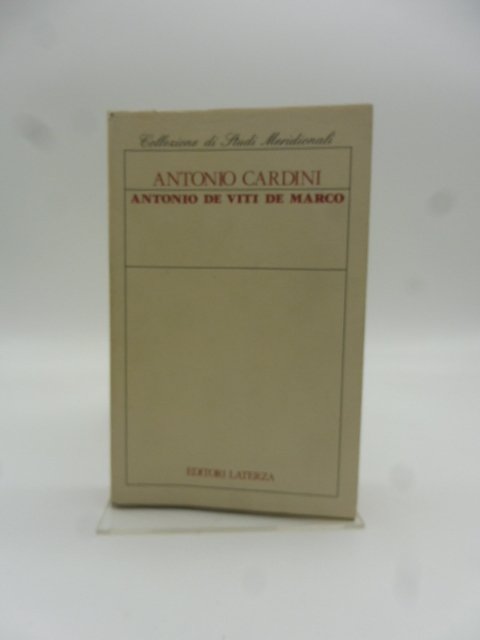 Collezione di Studi Meridionali
ANTONIO CARDINI
ANTONIO DE VITI DE MARCO
EDITORI LATERZA